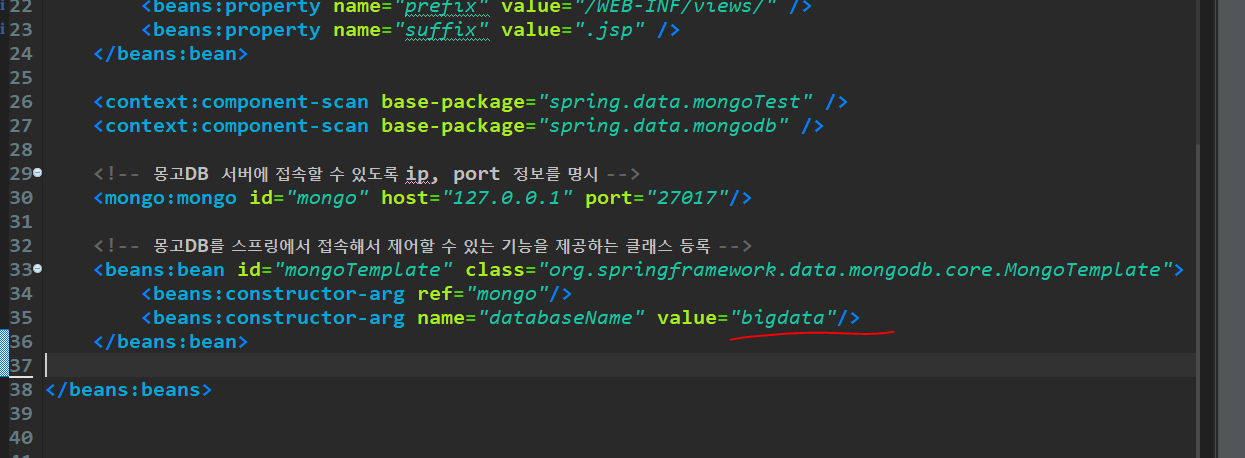 22 <beans:property name="prefix" value="/WEB-INF/views/" />
23 <beans:property name="suffix" value=".jsp" />
24 </beans:bean>
25
26 <context:component-scan base-package="spring.data.mongoTest" />
27 <context:component-scan base-package="spring.data.mongodb" />
28
29 <!-- 몽고DB 서버에 접속할 수 있도록 ip, port 정보를 명시 -->
30 <mongo:mongo id="mongo" host="127.0.0.1" port="27017"/>
31
32 <!-- 몽고DB를 스프링에서 접속해서 제어할 수 있는 기능을 제공하는 클래스 등록 -->
33 <beans:bean id="mongoTemplate" class="org.springframework.data.mongodb.core.MongoTemplate">
34 <beans:constructor-arg ref="mongo"/>
35 <beans:constructor-arg name="databaseName" value="bigdata"/>
36 </beans:bean>
37
38 </beans:beans>
39
40